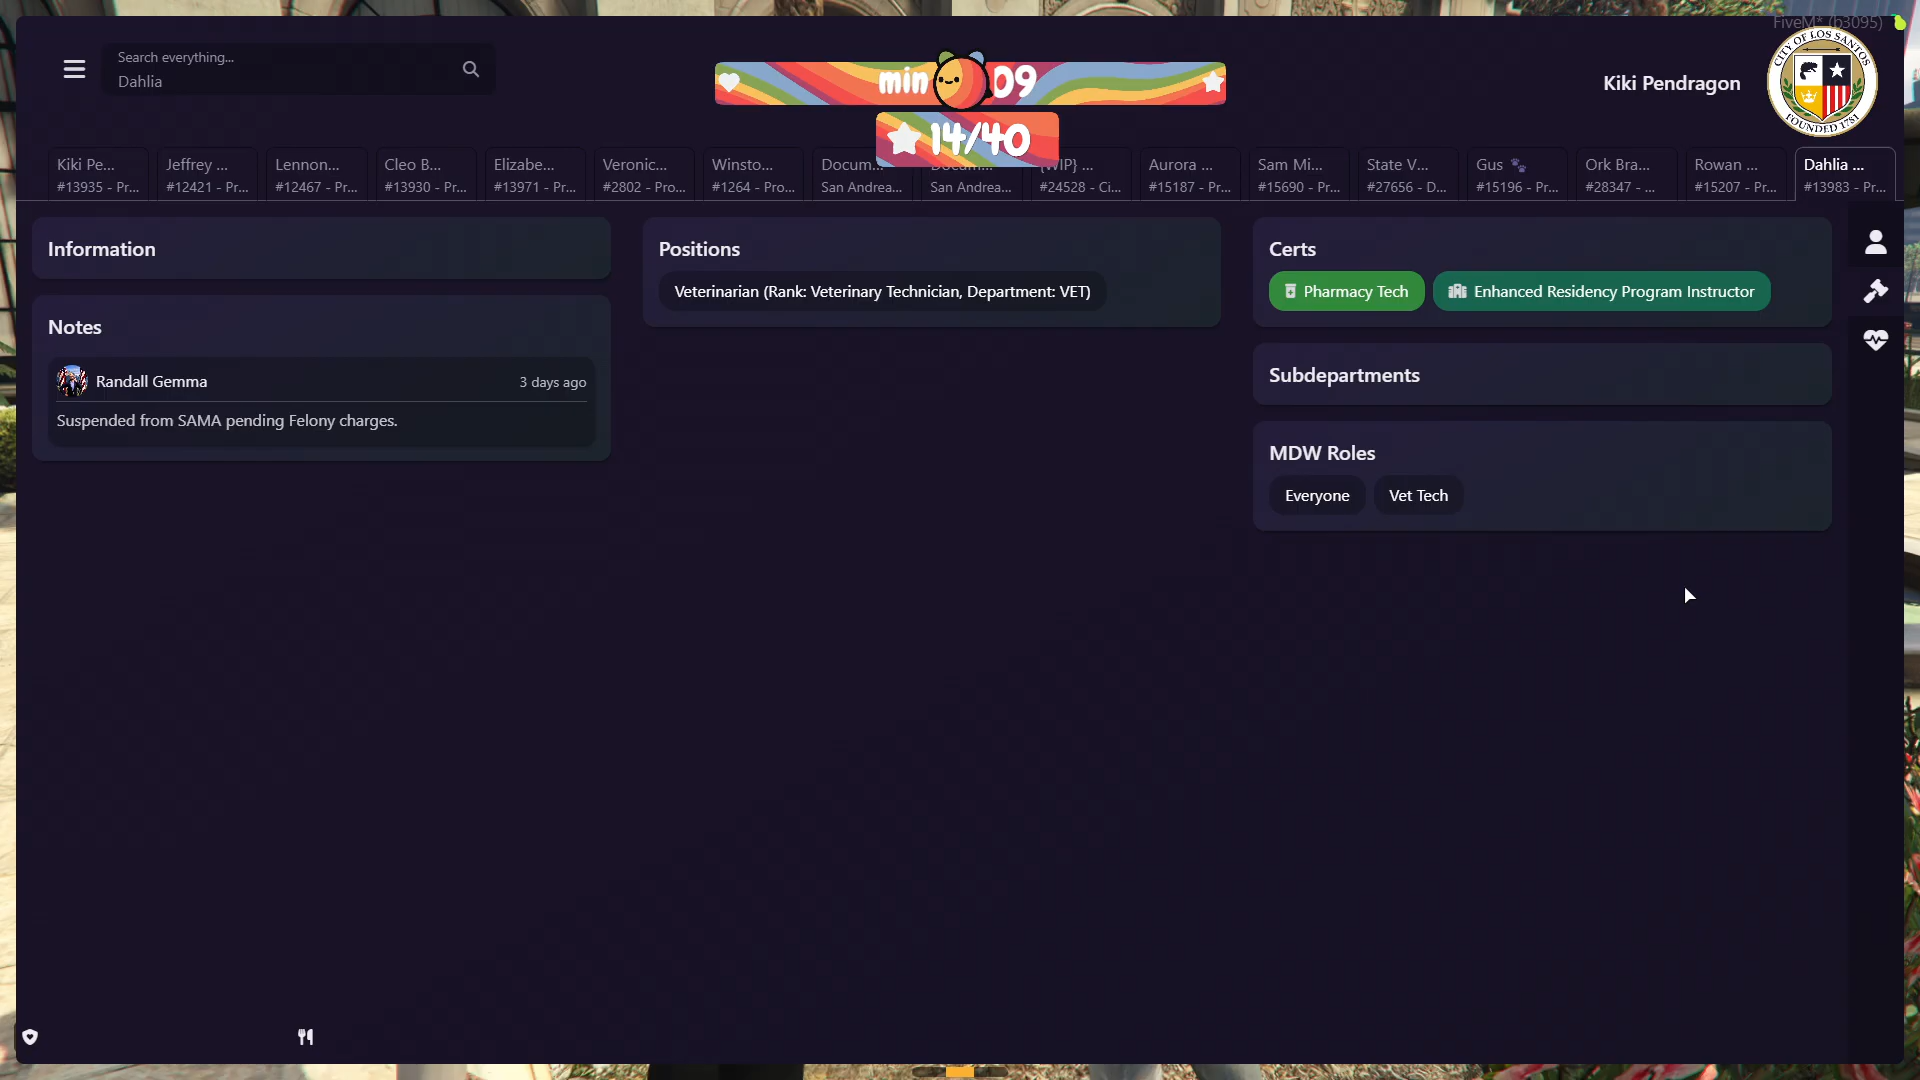 FiveM* (b3095)
Search everything...
Dahlia
min 09
14/40
Kiki Pendragon
CITY OF LOS SANTOS
FOUNDED 1781
Kiki Pe...
#13935 - Pr...
Jeffrey ...
#12421 - Pr...
Lennon...
#12467 - Pr...
Cleo B...
#13930 - Pr...
Elizabe...
#13971 - Pr...
Veronic...
#2802 - Pro...
Winsto...
#1264 - Pro...
Docum...
San Andrea...
Docum...
San Andrea...
{WIP} ...
#24528 - Ci...
Aurora ...
#15187 - Pr...
Sam Mi...
#15690 - Pr...
State V...
#27656 - D...
Gus 🐾
#15196 - Pr...
Ork Bra...
#28347 - ...
Rowan ...
#15207 - Pr...
Dahlia ...
#13983 - Pr...
Information
Notes
Randall Gemma
3 days ago
Suspended from SAMA pending Felony charges.
Positions
Veterinarian (Rank: Veterinary Technician, Department: VET)
Certs
Pharmacy Tech
Enhanced Residency Program Instructor
Subdepartments
MDW Roles
Everyone
Vet Tech